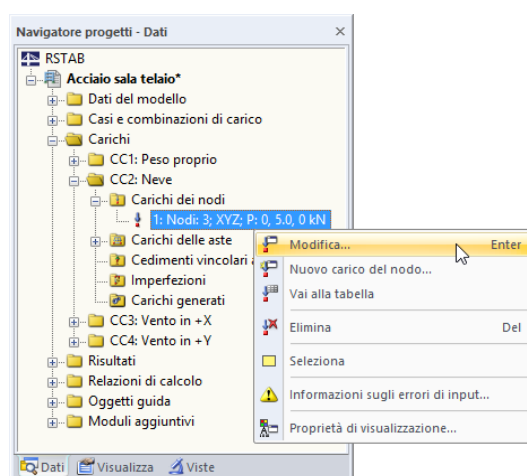 Navigatore progetti - Dati
RSTAB
Acciaio sala telaio*
Dati del modello
Casi e combinazioni di carico
Carichi
CC1: Peso proprio
CC2: Neve
Carichi dei nodi
1: Nodi: 3; XYZ; P: 0, 5.0, 0 kN
Carichi delle aste
Cedimenti vincolari
Imperfezioni
Carichi generati
CC3: Vento in +X
CC4: Vento in +Y
Risultati
Relazioni di calcolo
Oggetti guida
Moduli aggiuntivi
Modifica... Enter
Nuovo carico del nodo...
Vai alla tabella
Elimina Del
Seleziona
Informazioni sugli errori di input...
Proprietà di visualizzazione...
Dati Visualizza Viste